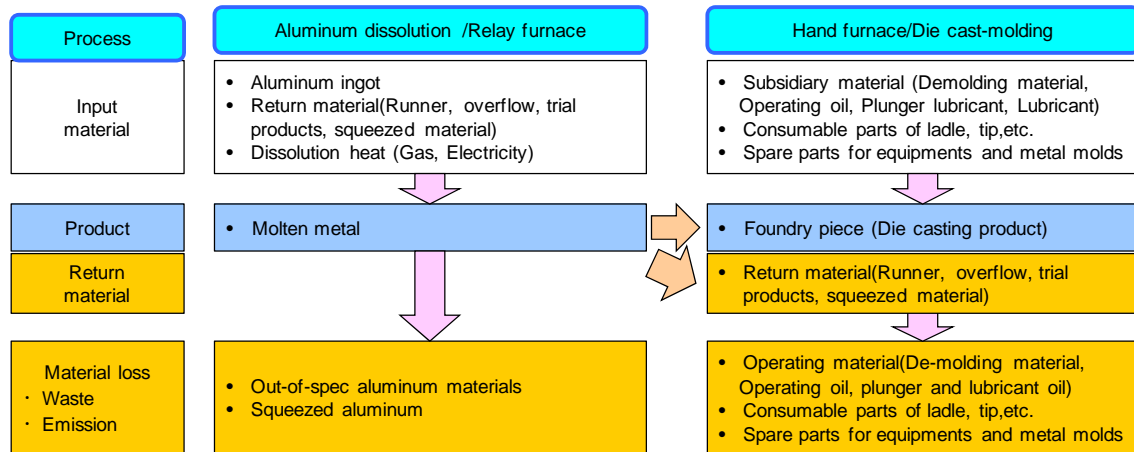 Process
Aluminum dissolution /Relay furnace
Hand furnace/Die cast-molding
Input
material
• Aluminum ingot
• Return material(Runner, overflow, trial
products, squeezed material)
• Dissolution heat (Gas, Electricity)
• Subsidiary material (Demolding material,
Operating oil, Plunger lubricant, Lubricant)
• Consumable parts of ladle, tip,etc.
• Spare parts for equipments and metal molds
Product
• Molten metal
• Foundry piece (Die casting product)
Return
material
• Return material(Runner, overflow, trial
products, squeezed material)
Material loss
・ Waste
・ Emission
• Out-of-spec aluminum materials
• Squeezed aluminum
• Operating material(De-molding material,
Operating oil, plunger and lubricant oil)
• Consumable parts of ladle, tip,etc.
• Spare parts for equipments and metal molds